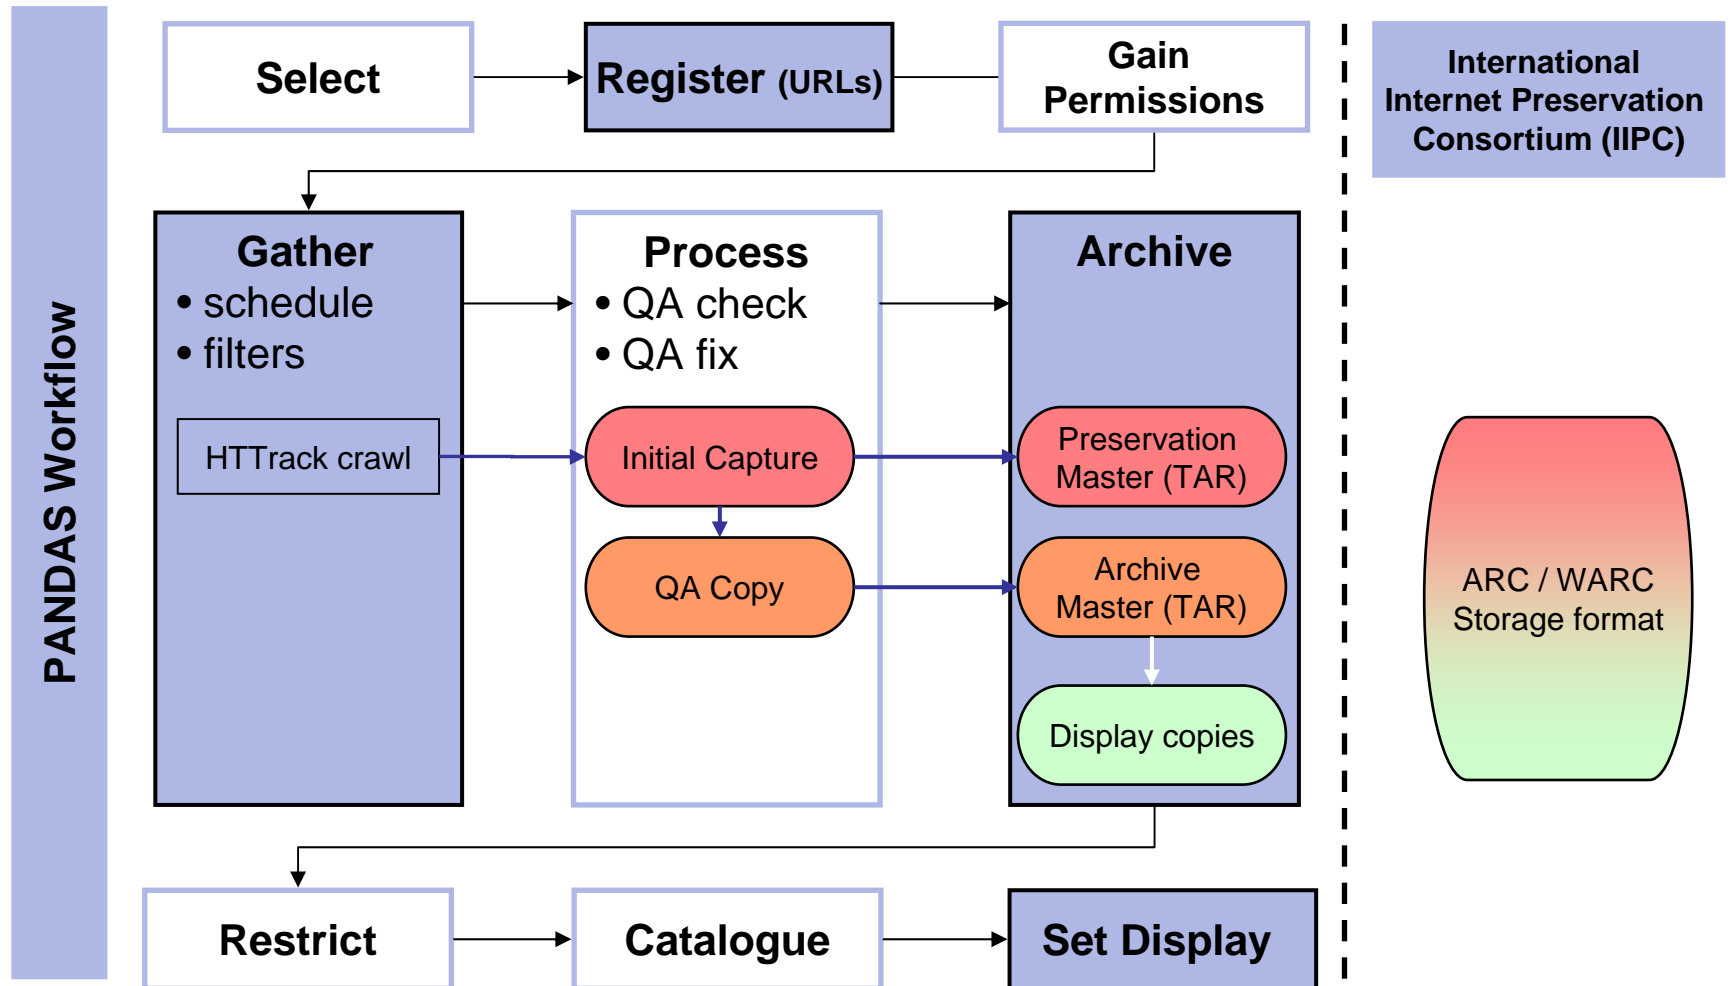 PANDAS Workflow
Select
Register (URLs)
Gain
Permissions
International
Internet Preservation
Consortium (IIPC)
Gather
• schedule
• filters
HTTrack crawl
Process
• QA check
• QA fix
Initial Capture
QA Copy
Archive
Preservation
Master (TAR)
Archive
Master (TAR)
Display copies
ARC / WARC
Storage format
Restrict
Catalogue
Set Display